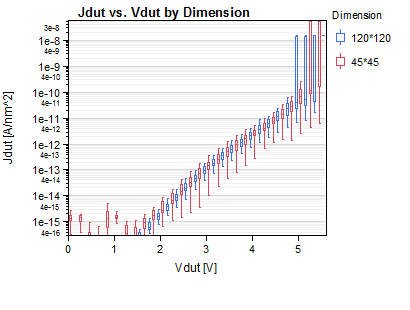 Jdut vs. Vdut by Dimension
Dimension
120*120
45*45
Jdut [A/nm^2]
3e-8
1e-8
4e-10
1e-9
4e-10
1e-10
4e-11
1e-11
4e-12
1e-12
4e-13
1e-13
4e-14
1e-14
4e-15
1e-15
4e-16
0
1
2
3
4
5
Vdut [V]